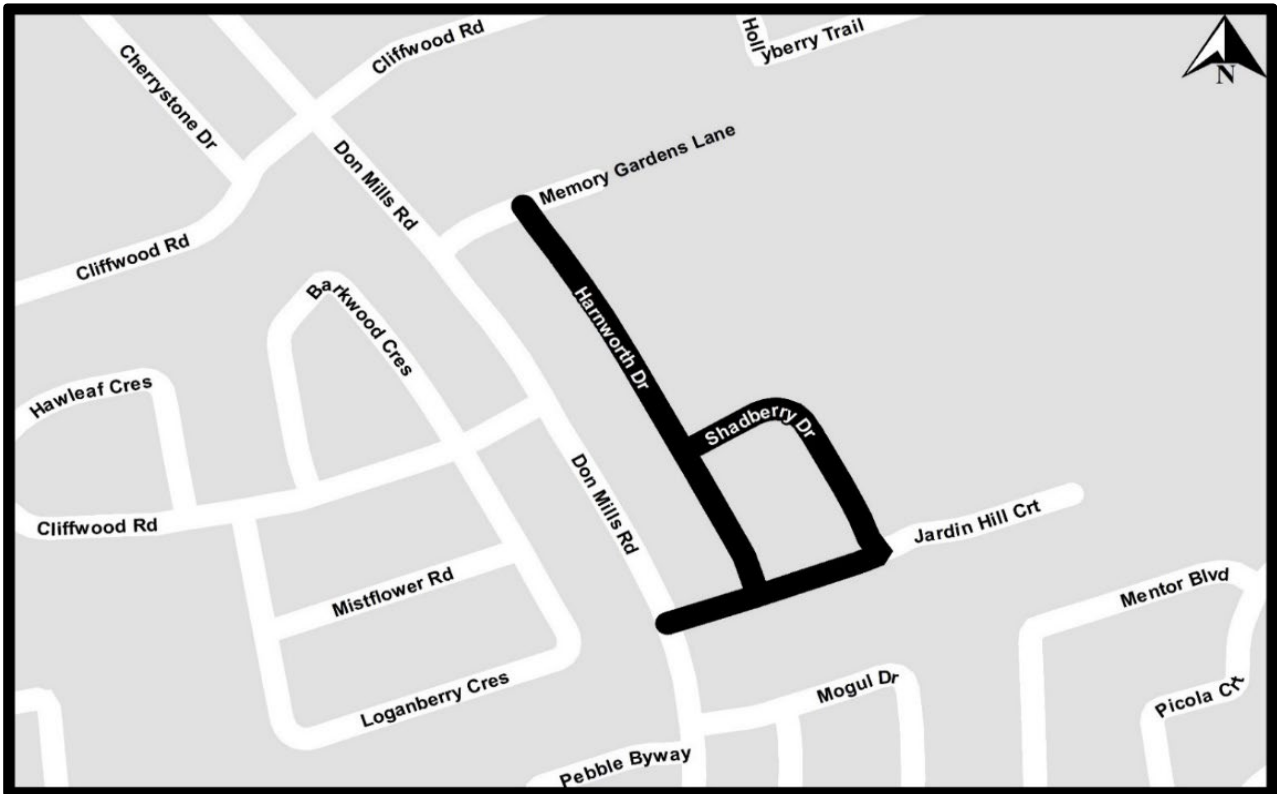 Cliffwood Rd
Hollyberry Trail
N
Cherrystone Dr
Don Mills Rd
Memory Gardens Lane
Cliffwood Rd
Barkwood Cres
Harnworth Dr
Hawleaf Cres
Shadberry Dr
Don Mills Rd
Cliffwood Rd
Jardin Hill Crt
Mistflower Rd
Mentor Blvd
Loganberry Cres
Mogul Dr
Picola Crt
Pebble Byway